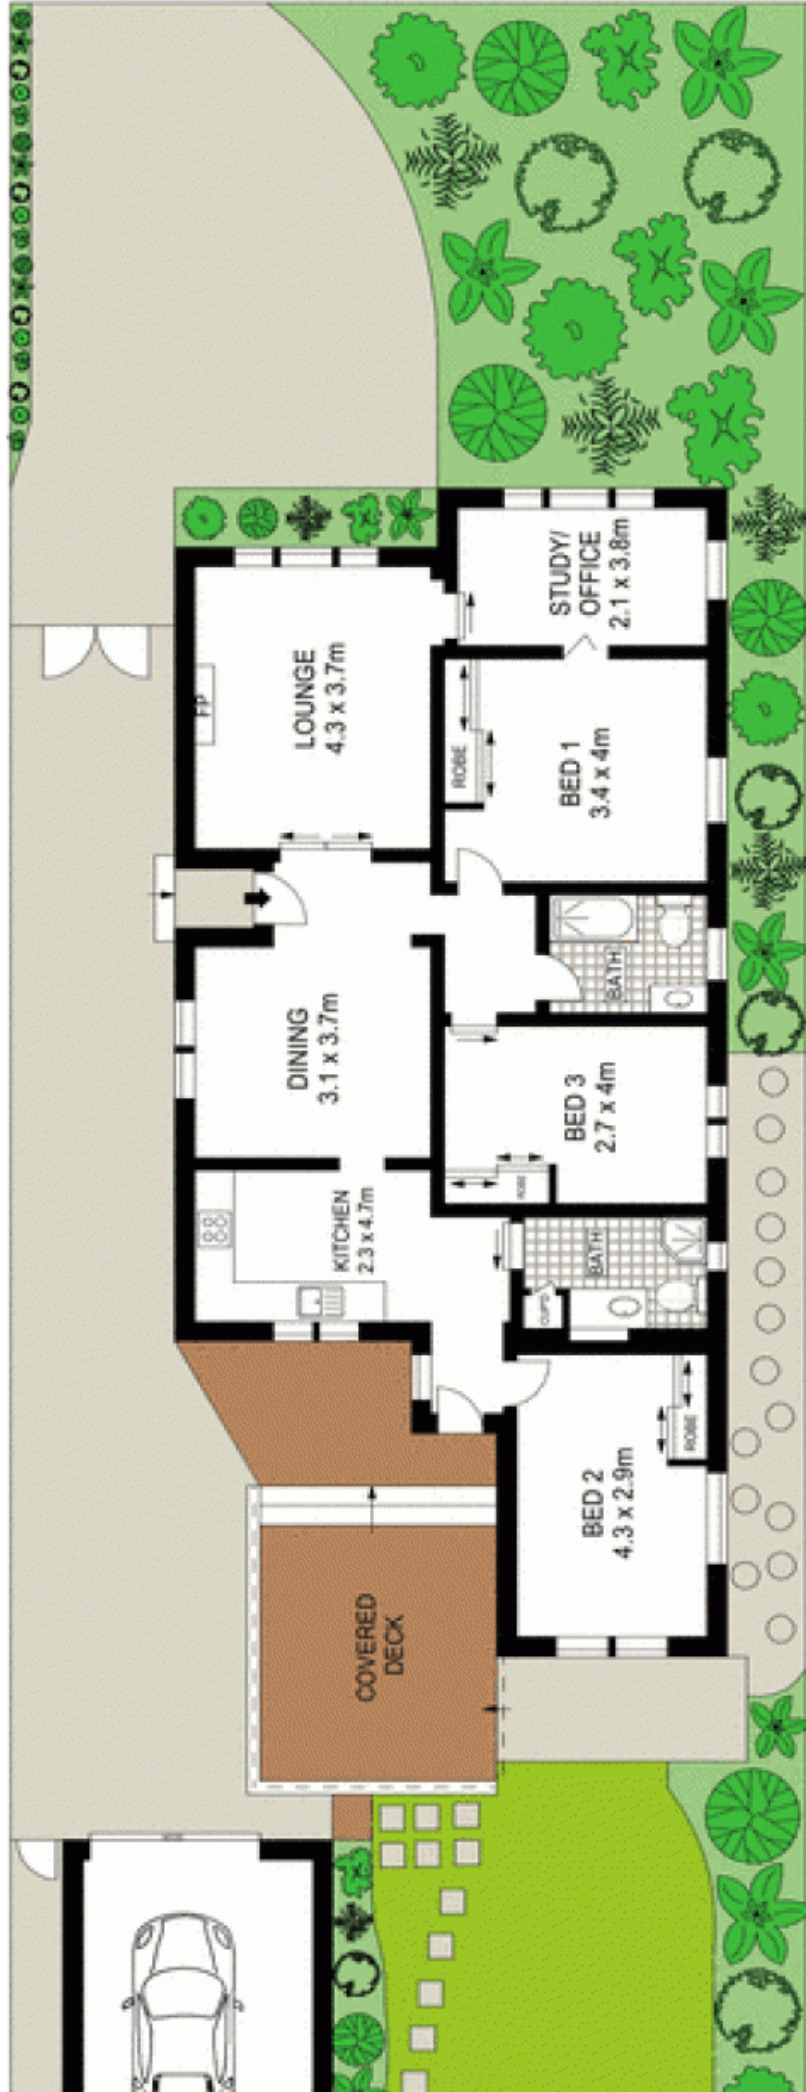 STUDY/
OFFICE
2.1 x 3.8m
LOUNGE
4.3 x 3.7m
FP
ROBE
BED 1
3.4 x 4m
BATH
DINING
3.1 x 3.7m
BED 3
2.7 x 4m
ROBE
KITCHEN
2.3 x 4.7m
BATH
CUPD
BED 2
4.3 x 2.9m
ROBE
COVERED
DECK